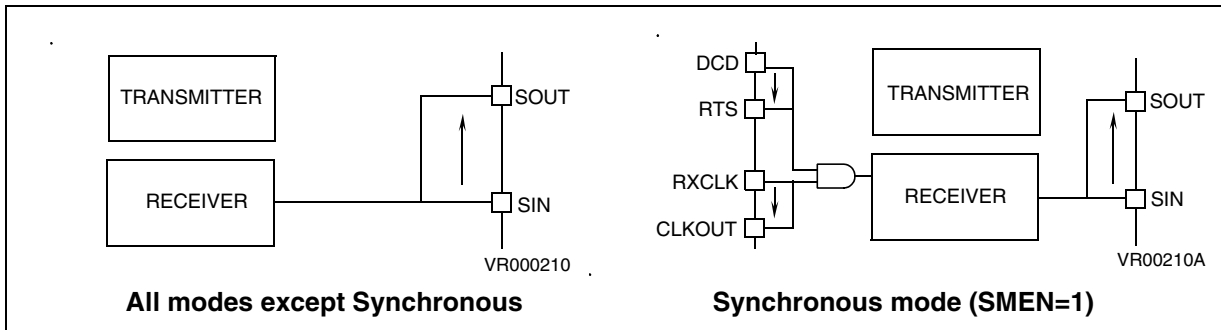 TRANSMITTER
RECEIVER
SOUT
SIN
VR000210
All modes except Synchronous
DCD
RTS
RXCLK
CLKOUT
TRANSMITTER
RECEIVER
SOUT
SIN
VR00210A
Synchronous mode (SMEN=1)